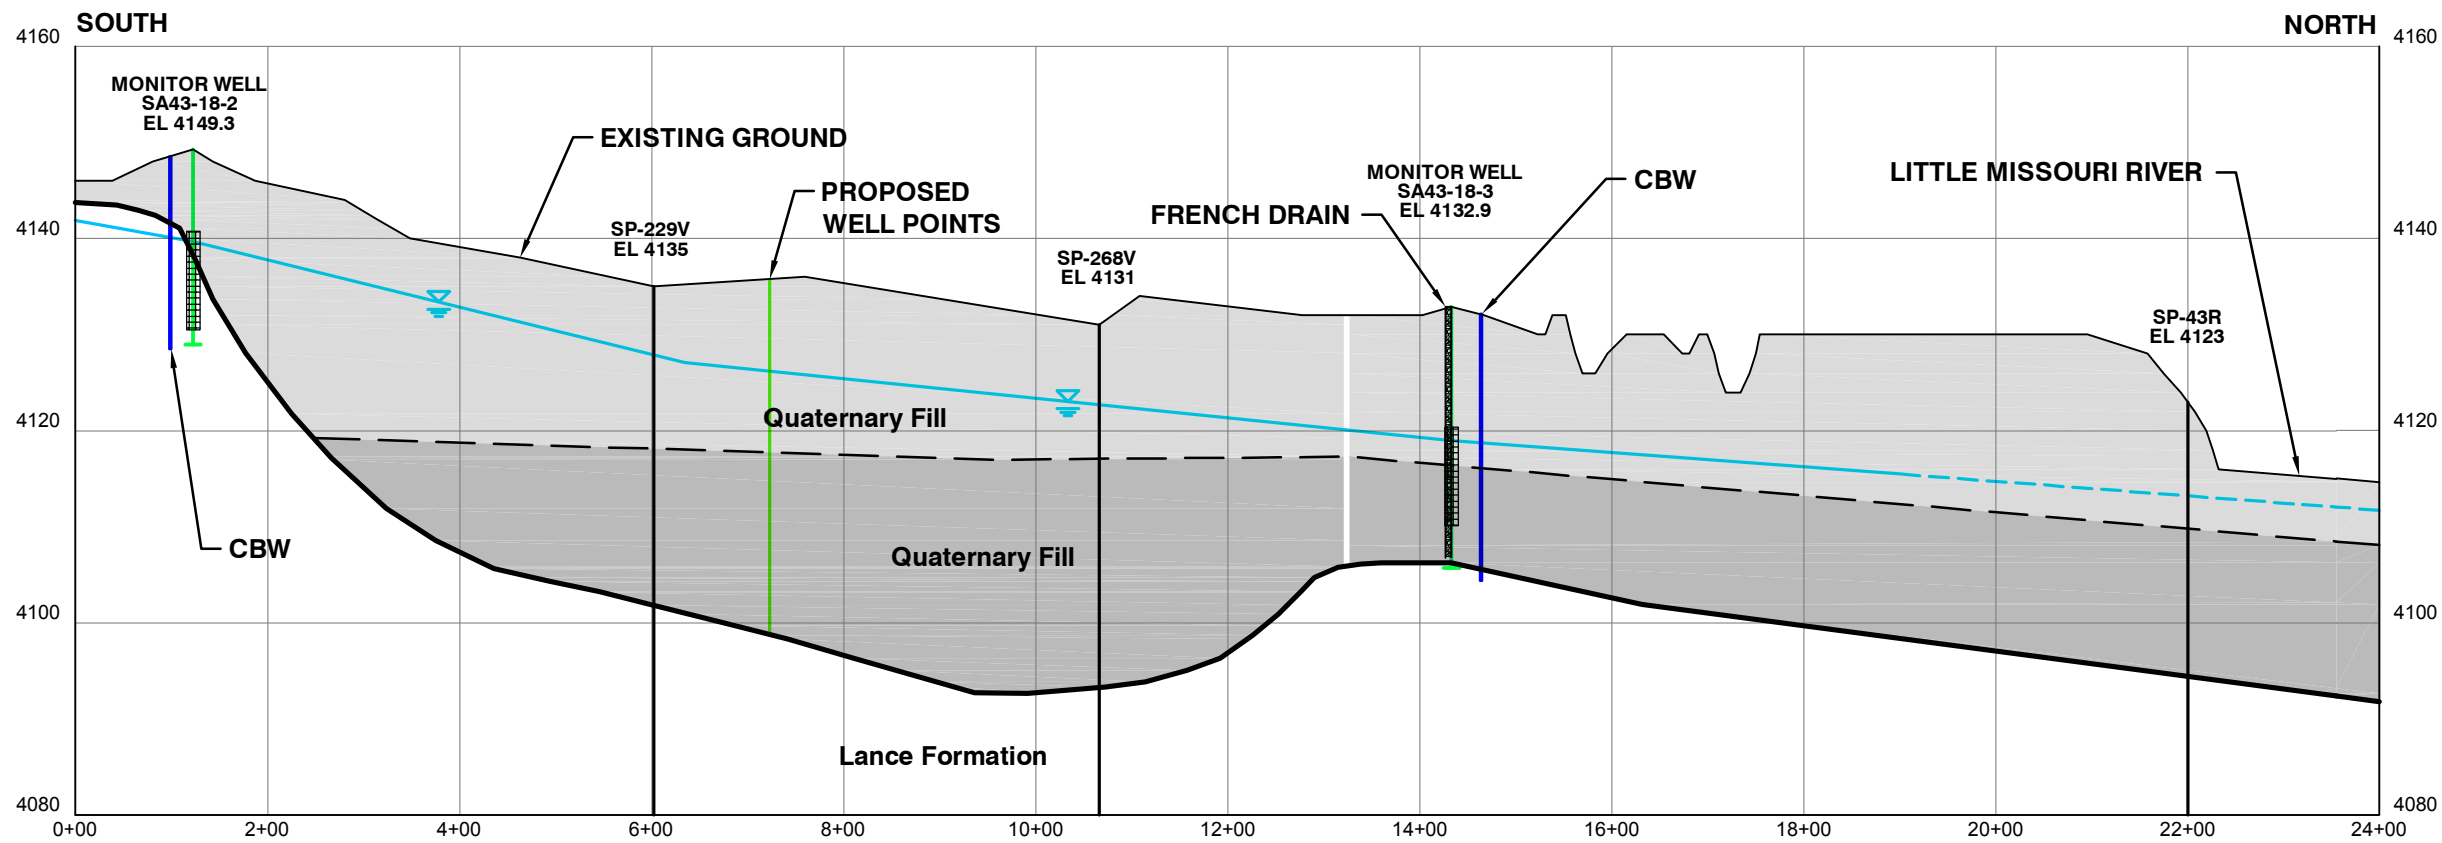 SOUTH
NORTH
4160
4160
MONITOR WELL
SA43-18-2
EL 4149.3
EXISTING GROUND
PROPOSED
WELL POINTS
MONITOR WELL
SA43-18-3
EL 4132.9
CBW
LITTLE MISSOURI RIVER
FRENCH DRAIN
4140
4140
SP-229V
EL 4135
SP-268V
EL 4131
SP-43R
EL 4123
4120
4120
Quaternary Fill
CBW
Quaternary Fill
4100
4100
Lance Formation
4080
4080
0+00 2+00 4+00 6+00 8+00 10+00 12+00 14+00 16+00 18+00 20+00 22+00 24+00